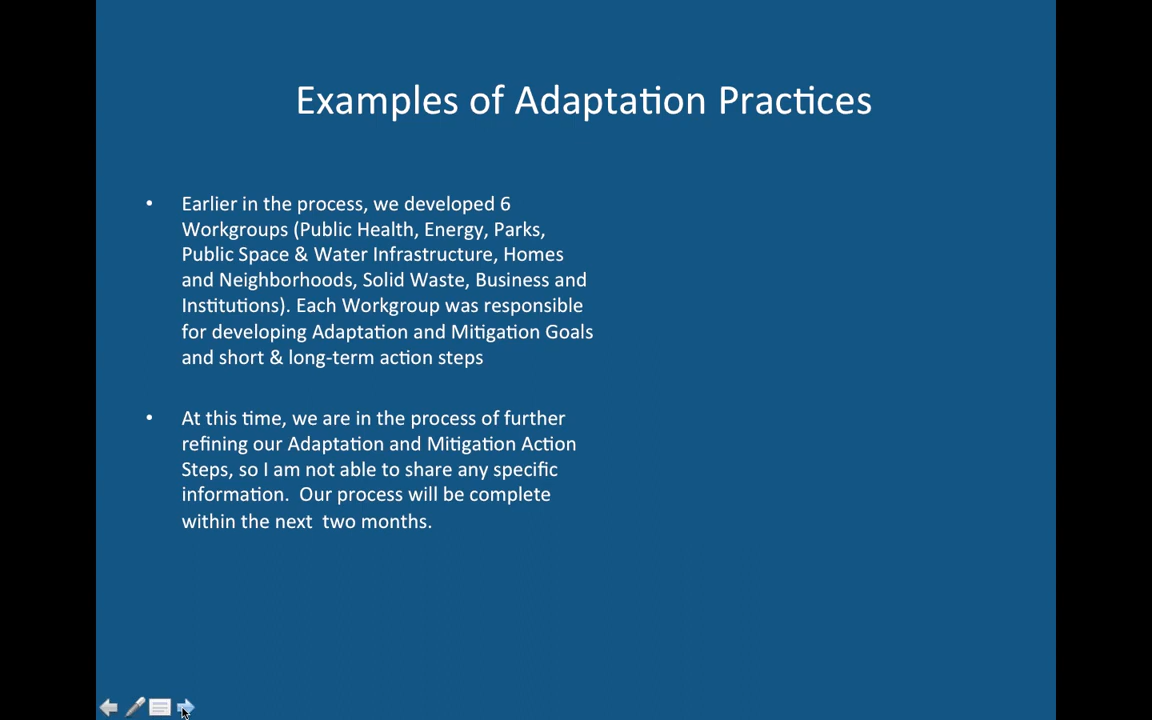 Examples of Adaptation Practices
• Earlier in the process, we developed 6
Workgroups (Public Health, Energy, Parks,
Public Space & Water Infrastructure, Homes
and Neighborhoods, Solid Waste, Business and
Institutions). Each Workgroup was responsible
for developing Adaptation and Mitigation Goals
and short & long-term action steps
• At this time, we are in the process of further
refining our Adaptation and Mitigation Action
Steps, so I am not able to share any specific
information.  Our process will be complete
within the next  two months.